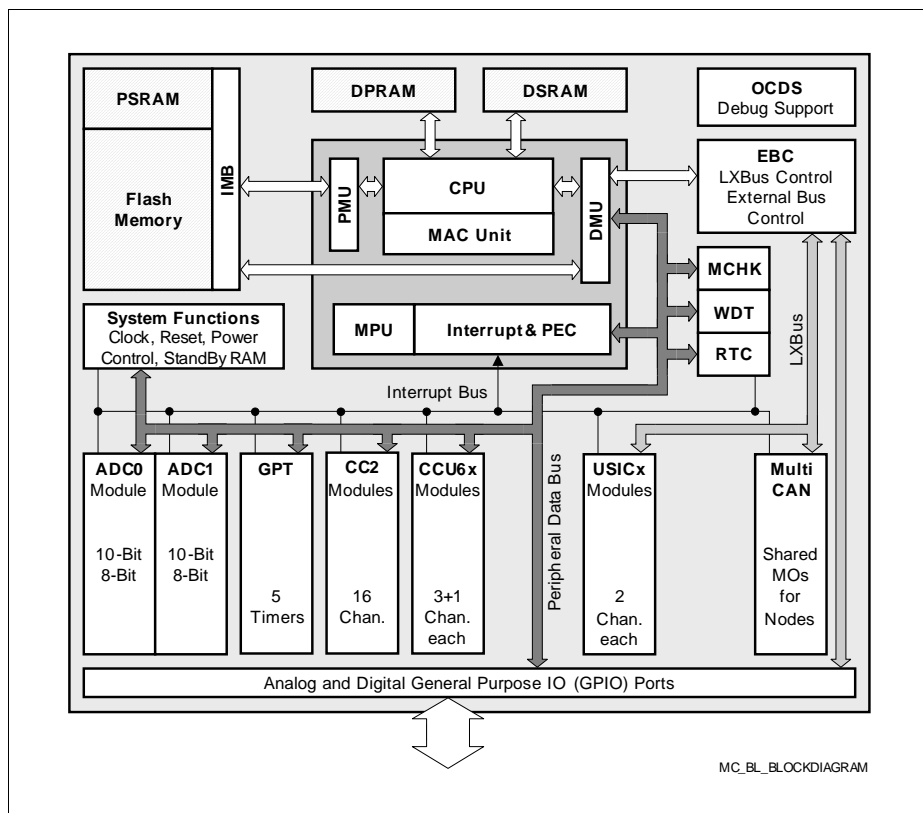 PSRAM
Flash
Memory
IMB
DPRAM
DSRAM
OCDS
Debug Support
PMU
CPU
MAC Unit
DMU
EBC
LXBus Control
External Bus
Control
MPU
Interrupt & PEC
MCHK
WDT
RTC
LXBus
System Functions
Clock, Reset, Power
Control, StandBy RAM
Interrupt Bus
Peripheral Data Bus
ADC0
Module
10-Bit
8-Bit
ADC1
Module
10-Bit
8-Bit
GPT
5
Timers
CC2
Modules
16
Chan.
CCU6x
Modules
3+1
Chan.
each
USICx
Modules
2
Chan.
each
Multi
CAN
Shared
MOs
for
Nodes
Analog and Digital General Purpose IO (GPIO) Ports
MC_BL_BLOCKDIAGRAM